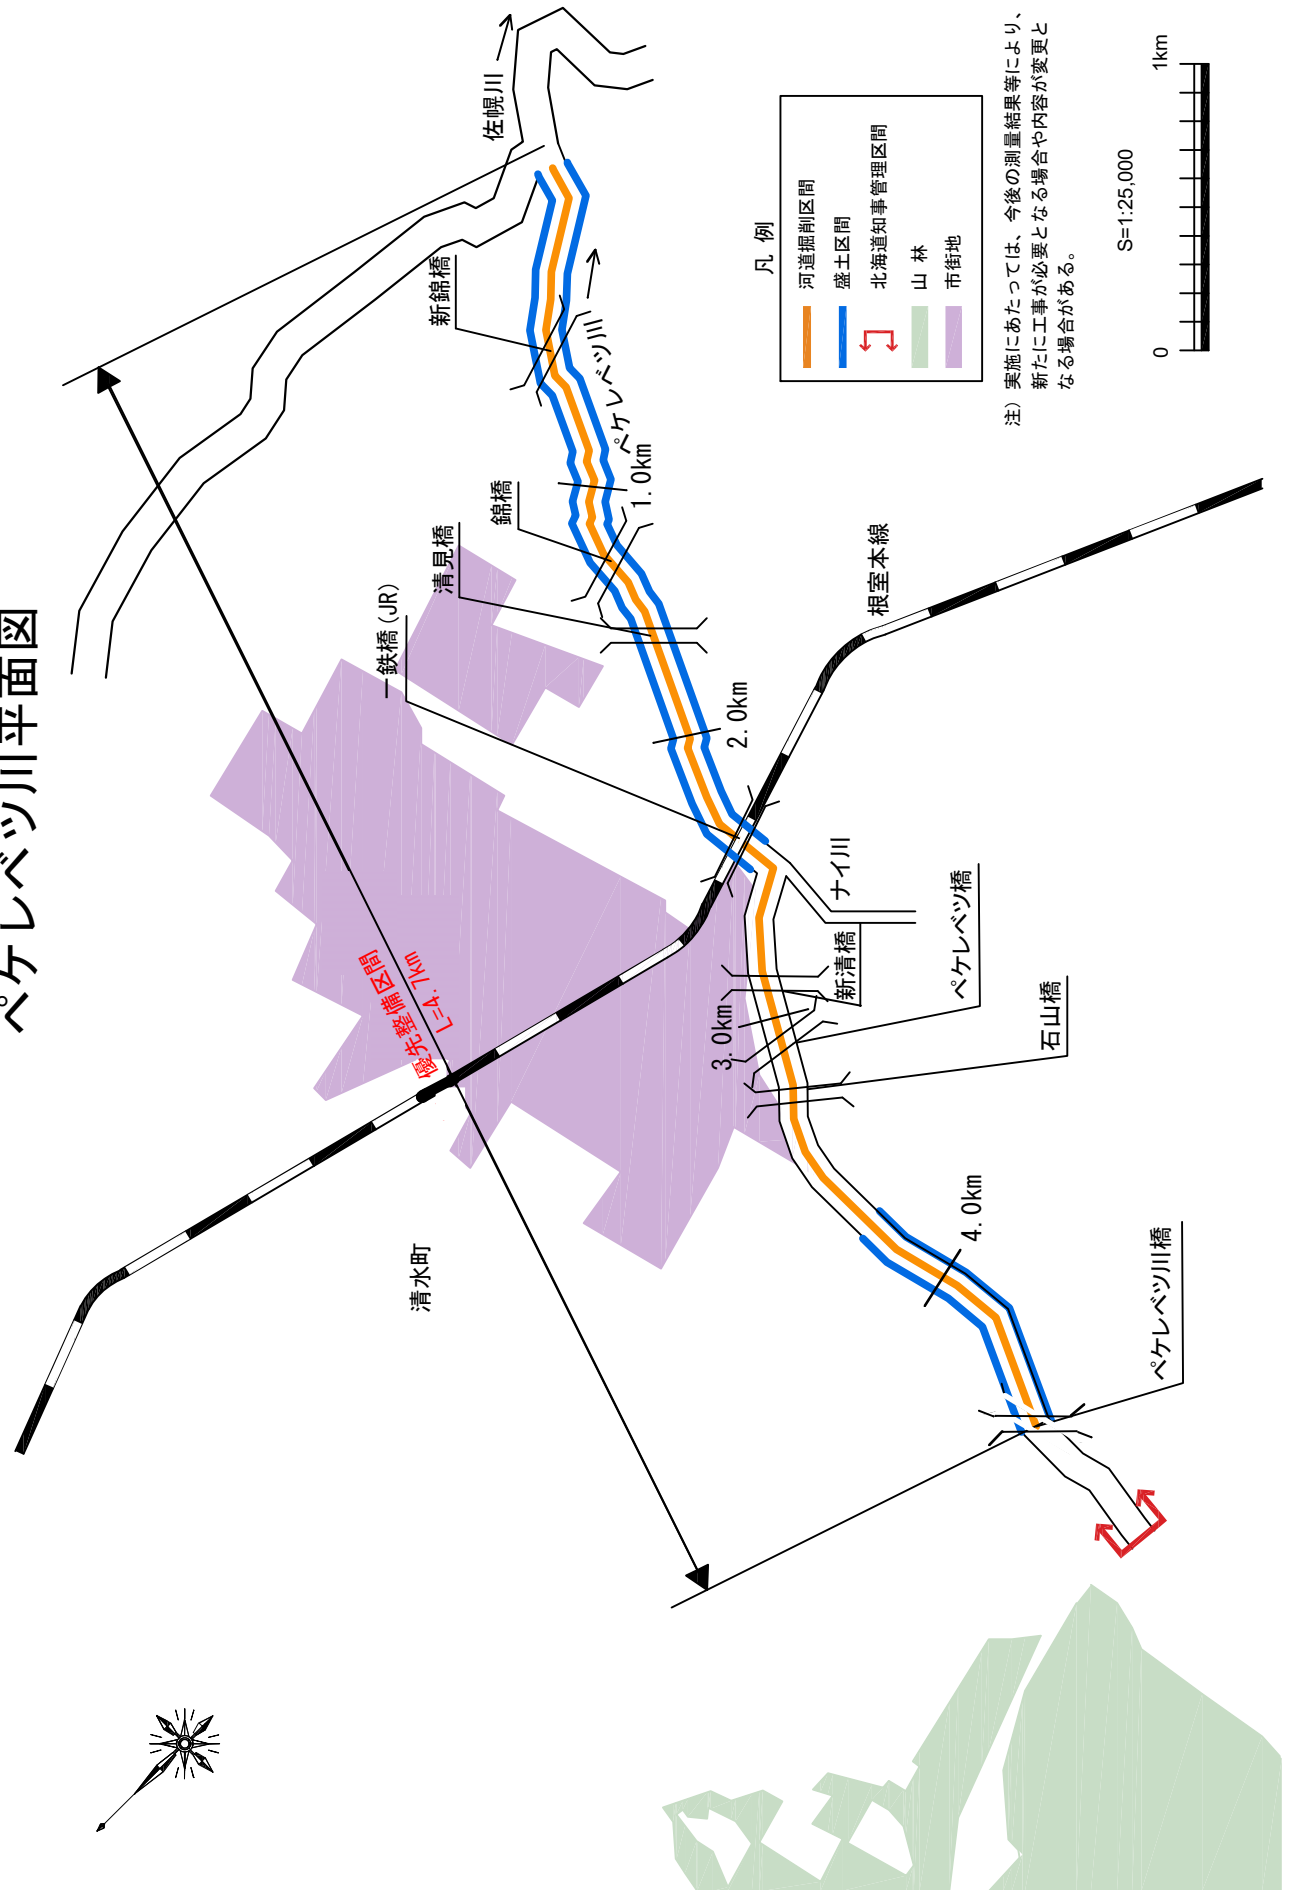 ペケレベツ川平面図
佐幌川
新錦橋
ペケレベツ川
1.0km
錦橋
清見橋
一鉄橋(JR)
2.0km
根室本線
ナイ川
新清橋
3.0km
ペケレベツ橋
石山橋
4.0km
ペケレベツ川橋
優先整備区間
L=4.7km
清水町
凡 例
河道掘削区間
盛土区間
北海道知事管理区間
山 林
市街地
注) 実施にあたっては、今後の測量結果等により、
新たに工事が必要となる場合や内容が変更と
なる場合がある。
S=1:25,000
0
1km